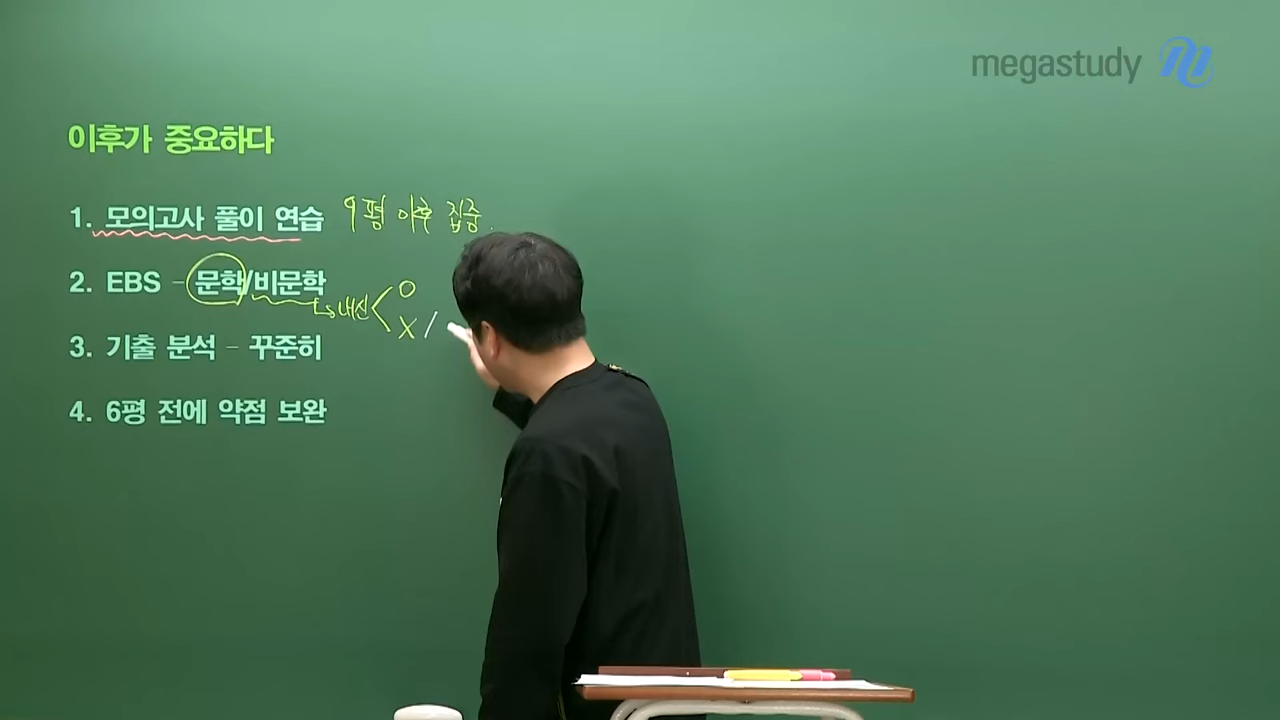 megastudy
이후가 중요하다
1. 모의고사 풀이 연습 9평 이후 집중.
2. EBS - 문학/비문학
↳ 내신 < O
X /
3. 기출 분석 - 꾸준히
4. 6평 전에 약점 보완